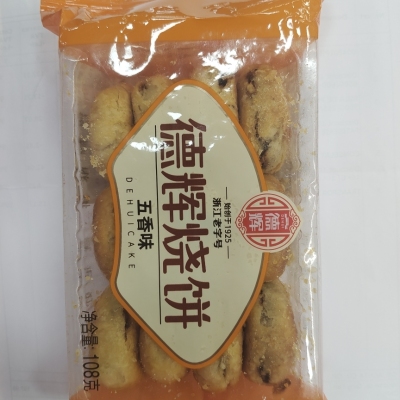 德辉
始创于1925
浙江老字号
德辉烧饼
五香味
DEHUICAKE
净含量:108克